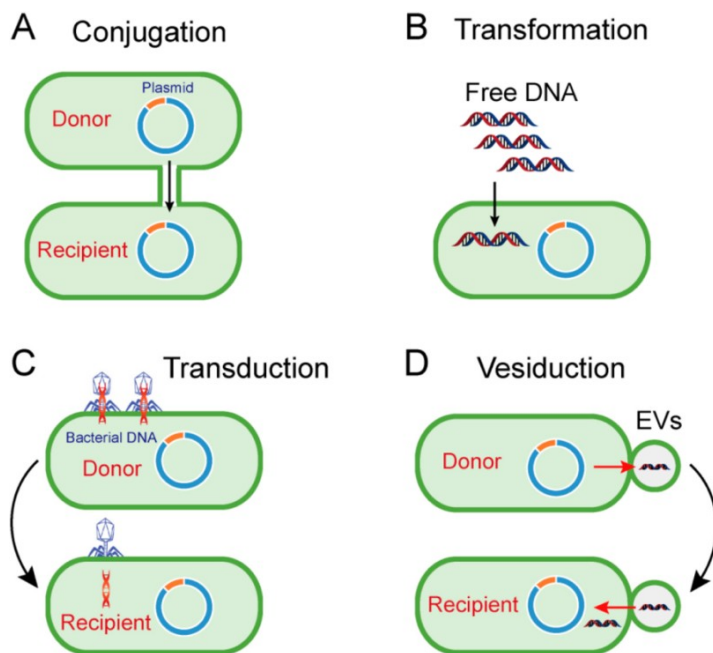 A Conjugation
Plasmid
Donor
Recipient
B Transformation
Free DNA
C Transduction
Bacterial DNA
Donor
Recipient
D Vesiduction
EVs
Donor
Recipient